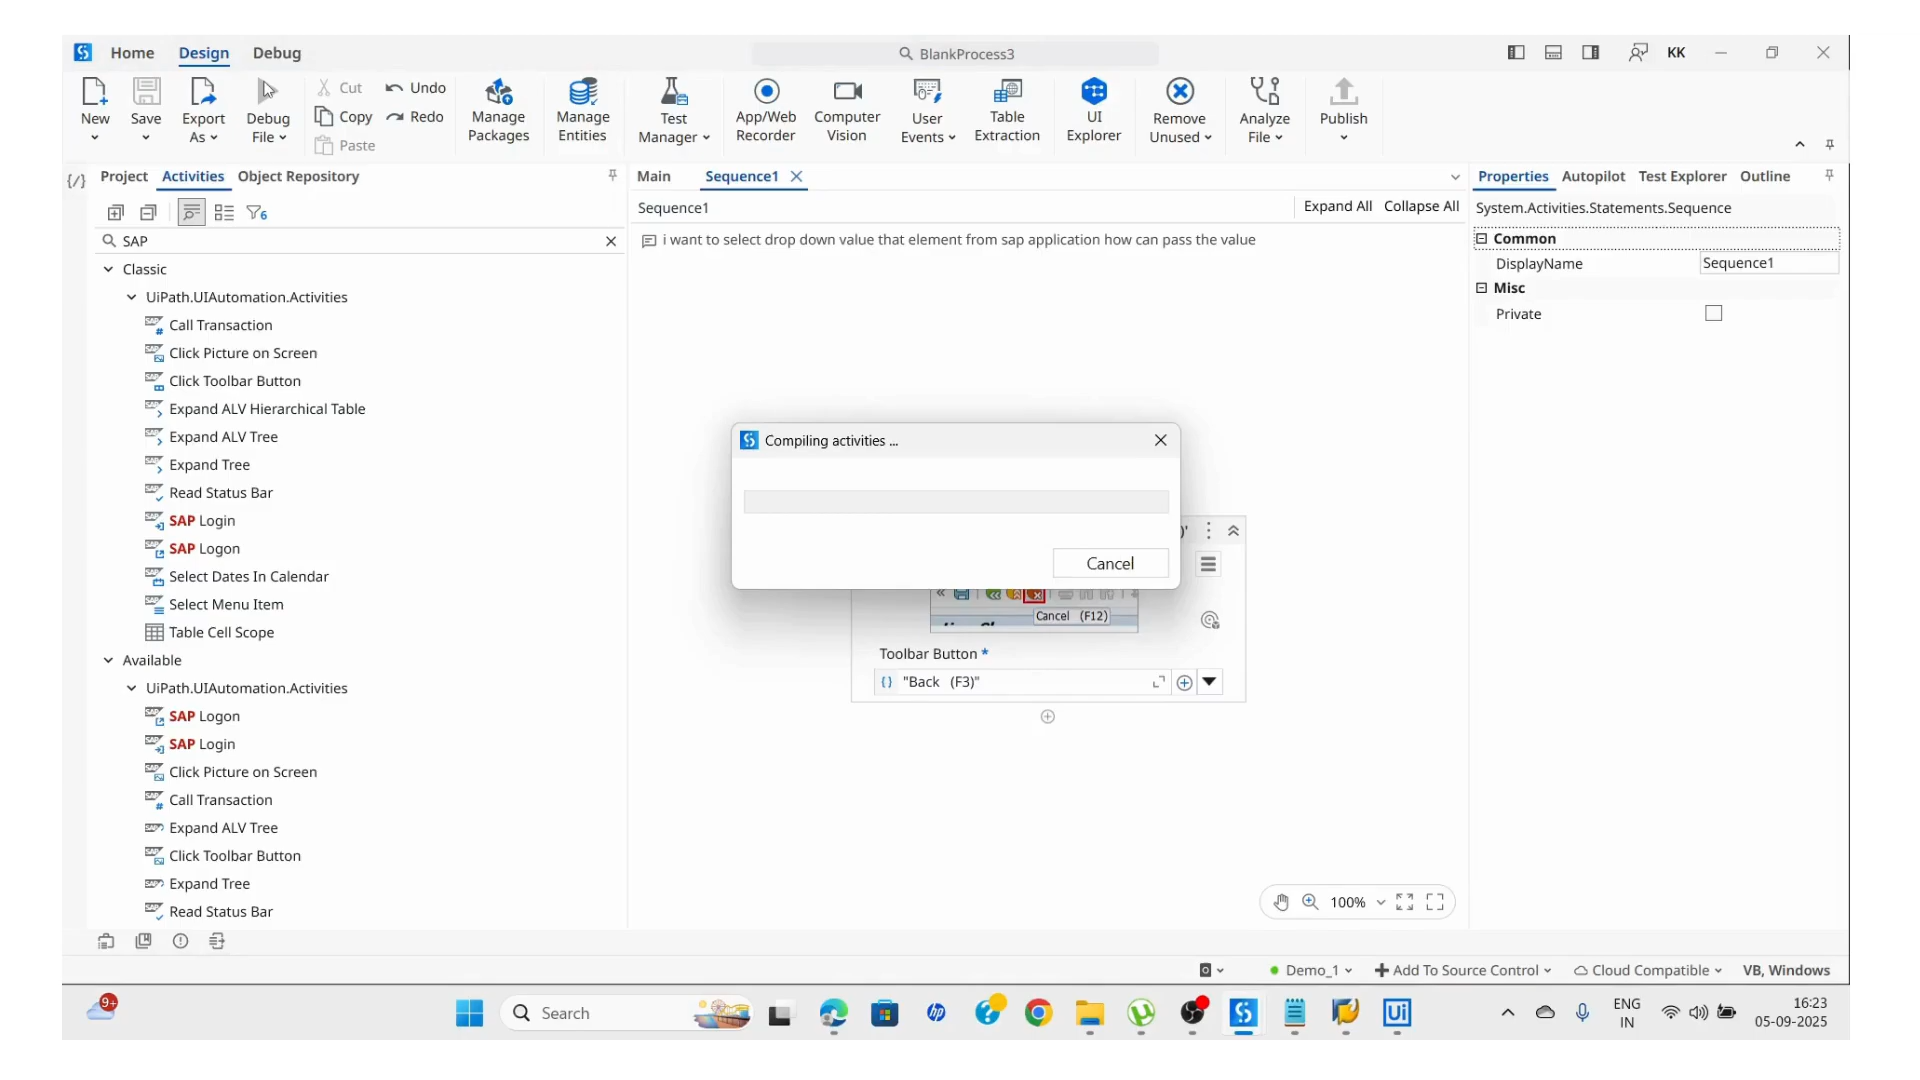 Home Design Debug BlankProcess3 KK
New Save Export As Debug File Cut Copy Paste Undo Redo
Manage Packages Manage Entities Test Manager App/Web Recorder Computer Vision User Events Table Extraction UI Explorer Remove Unused Analyze File Publish
{/} Project Activities Object Repository Main Sequence1 Properties Autopilot Test Explorer Outline
6 Sequence1 Expand All Collapse All System.Activities.Statements.Sequence
SAP
i want to select drop down value that element from sap application how can pass the value
Common
DisplayName Sequence1
Misc
Private
Classic
UiPath.UIAutomation.Activities
Call Transaction
Click Picture on Screen
Click Toolbar Button
Expand ALV Hierarchical Table
Expand ALV Tree
Expand Tree
Read Status Bar
SAP Login
SAP Logon
Select Dates In Calendar
Select Menu Item
Table Cell Scope
Available
UiPath.UIAutomation.Activities
SAP Logon
SAP Login
Click Picture on Screen
Call Transaction
Expand ALV Tree
Click Toolbar Button
Expand Tree
Read Status Bar
Compiling activities ...
Cancel
)'
Cancel (F12)
Toolbar Button *
"Back (F3)"
100%
Demo_1 Add To Source Control Cloud Compatible VB, Windows
9+ Search hp Ui ENG IN 16:23
05-09-2025